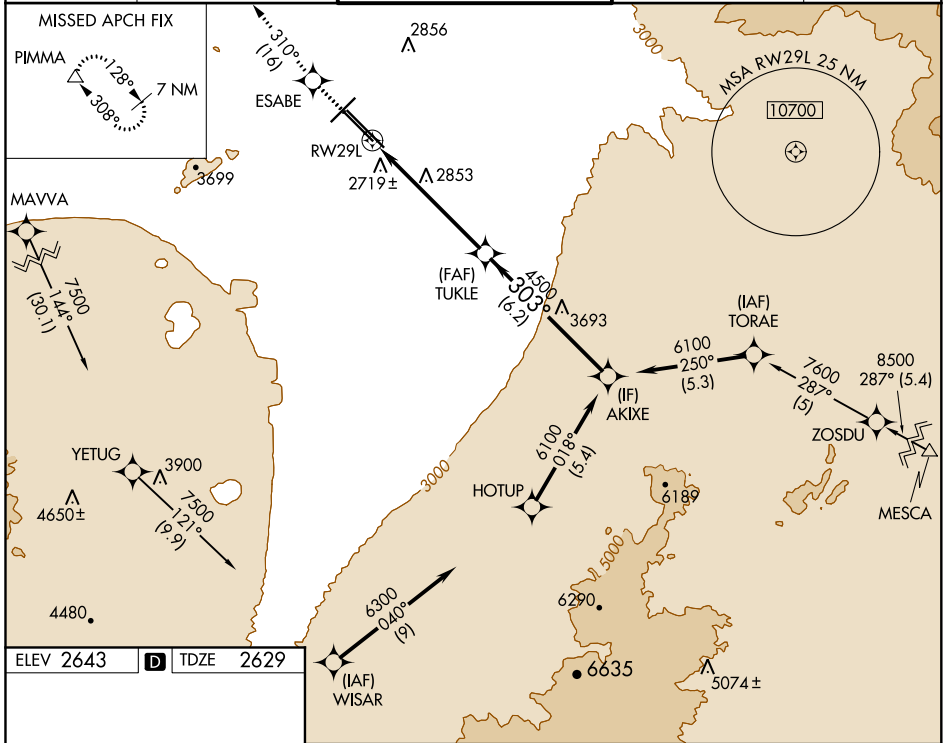 MISSED APCH FIX
PIMMA
128°
308°
7 NM
310°
(16)
ESABE
2856
3000
MSA RW29L 25 NM
10700
RW29L
2719±
2853
3699
MAVVA
7500
144°
(30.1)
(FAF)
TUKLE
4500
303°
(6.2)
3693
(IAF)
TORAE
6100
250°
(5.3)
(IF)
AKIXE
7600
287°
(5)
8500
287° (5.4)
ZOSDU
MESCA
6100
018°
(5.4)
HOTUP
3000
YETUG
3900
7500
121°
(9.9)
4650±
6189
5000
4480
6300
040°
(9)
6290
(IAF)
WISAR
6635
5074±
ELEV 2643 D TDZE 2629